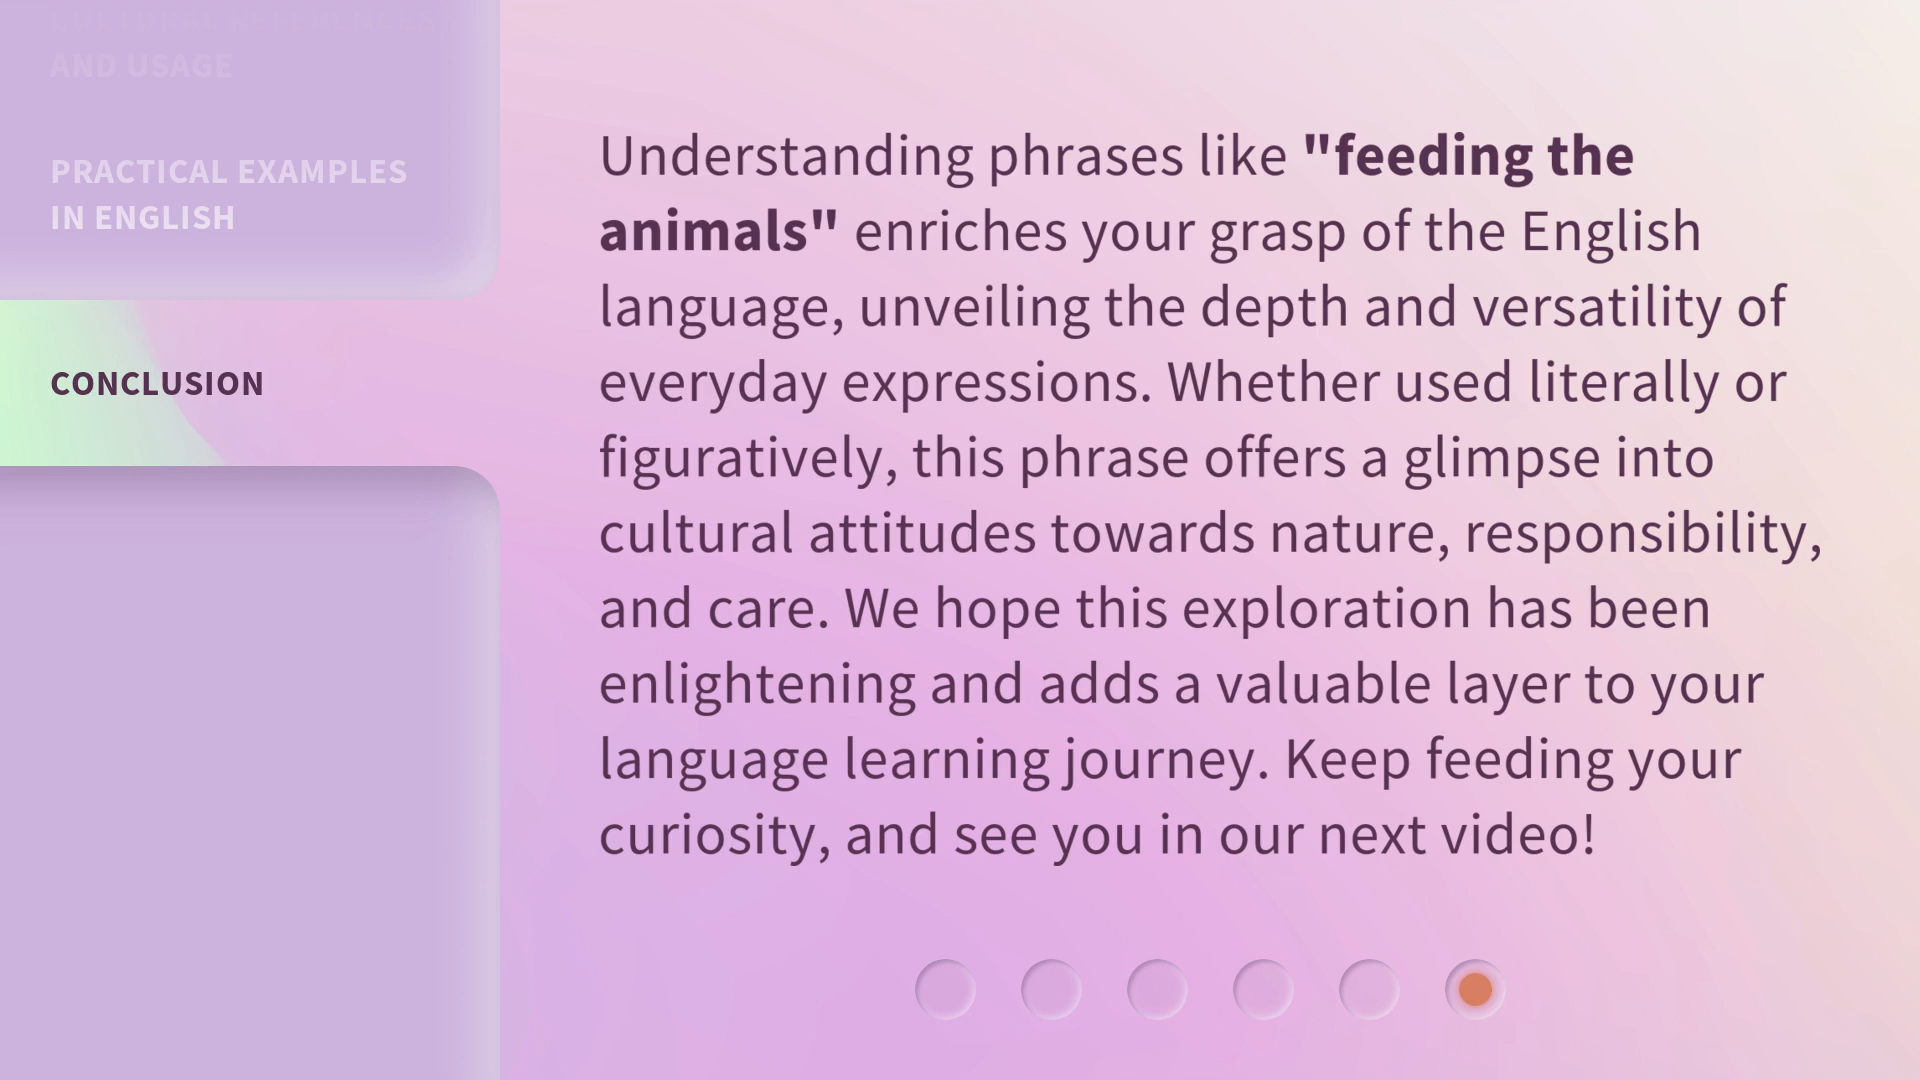 AND USAGE
PRACTICAL EXAMPLES
IN ENGLISH
CONCLUSION
Understanding phrases like "feeding the
animals" enriches your grasp of the English
language, unveiling the depth and versatility of
everyday expressions. Whether used literally or
figuratively, this phrase offers a glimpse into
cultural attitudes towards nature, responsibility,
and care. We hope this exploration has been
enlightening and adds a valuable layer to your
language learning journey. Keep feeding your
curiosity, and see you in our next video!